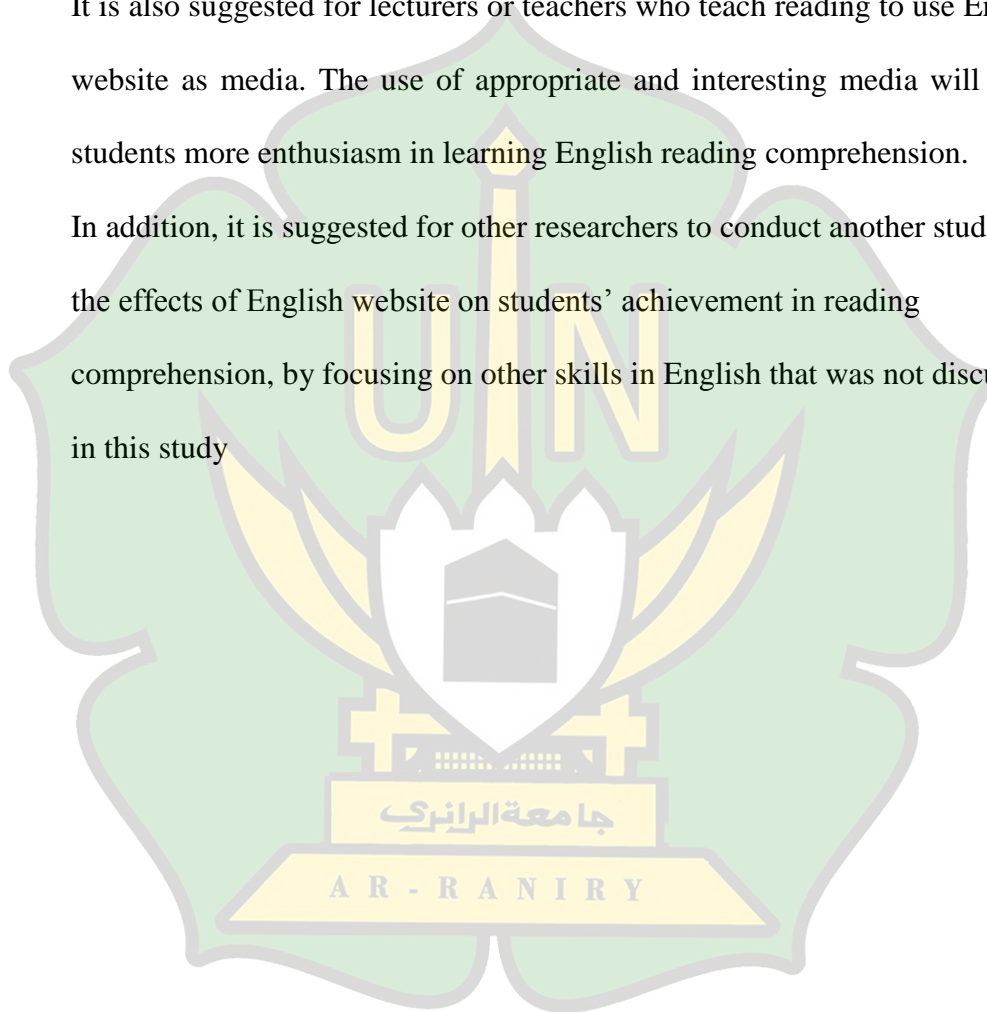 It is also suggested for lecturers or teachers who teach reading to use
website as media. The use of appropriate and interesting media will
students more enthusiasm in learning English reading comprehension.
In addition, it is suggested for other researchers to conduct another
the effects of English website on students’ achievement in reading
comprehension, by focusing on other skills in English that was not
in this study
UIN
جامعة الرانري
AR-RANIRY